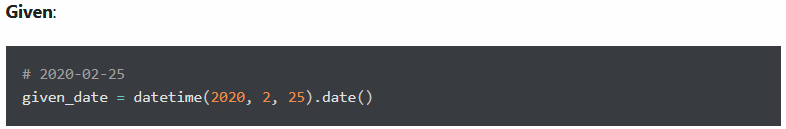 Given:
# 2020-02-25
given_date = datetime(2020, 2, 25).date()